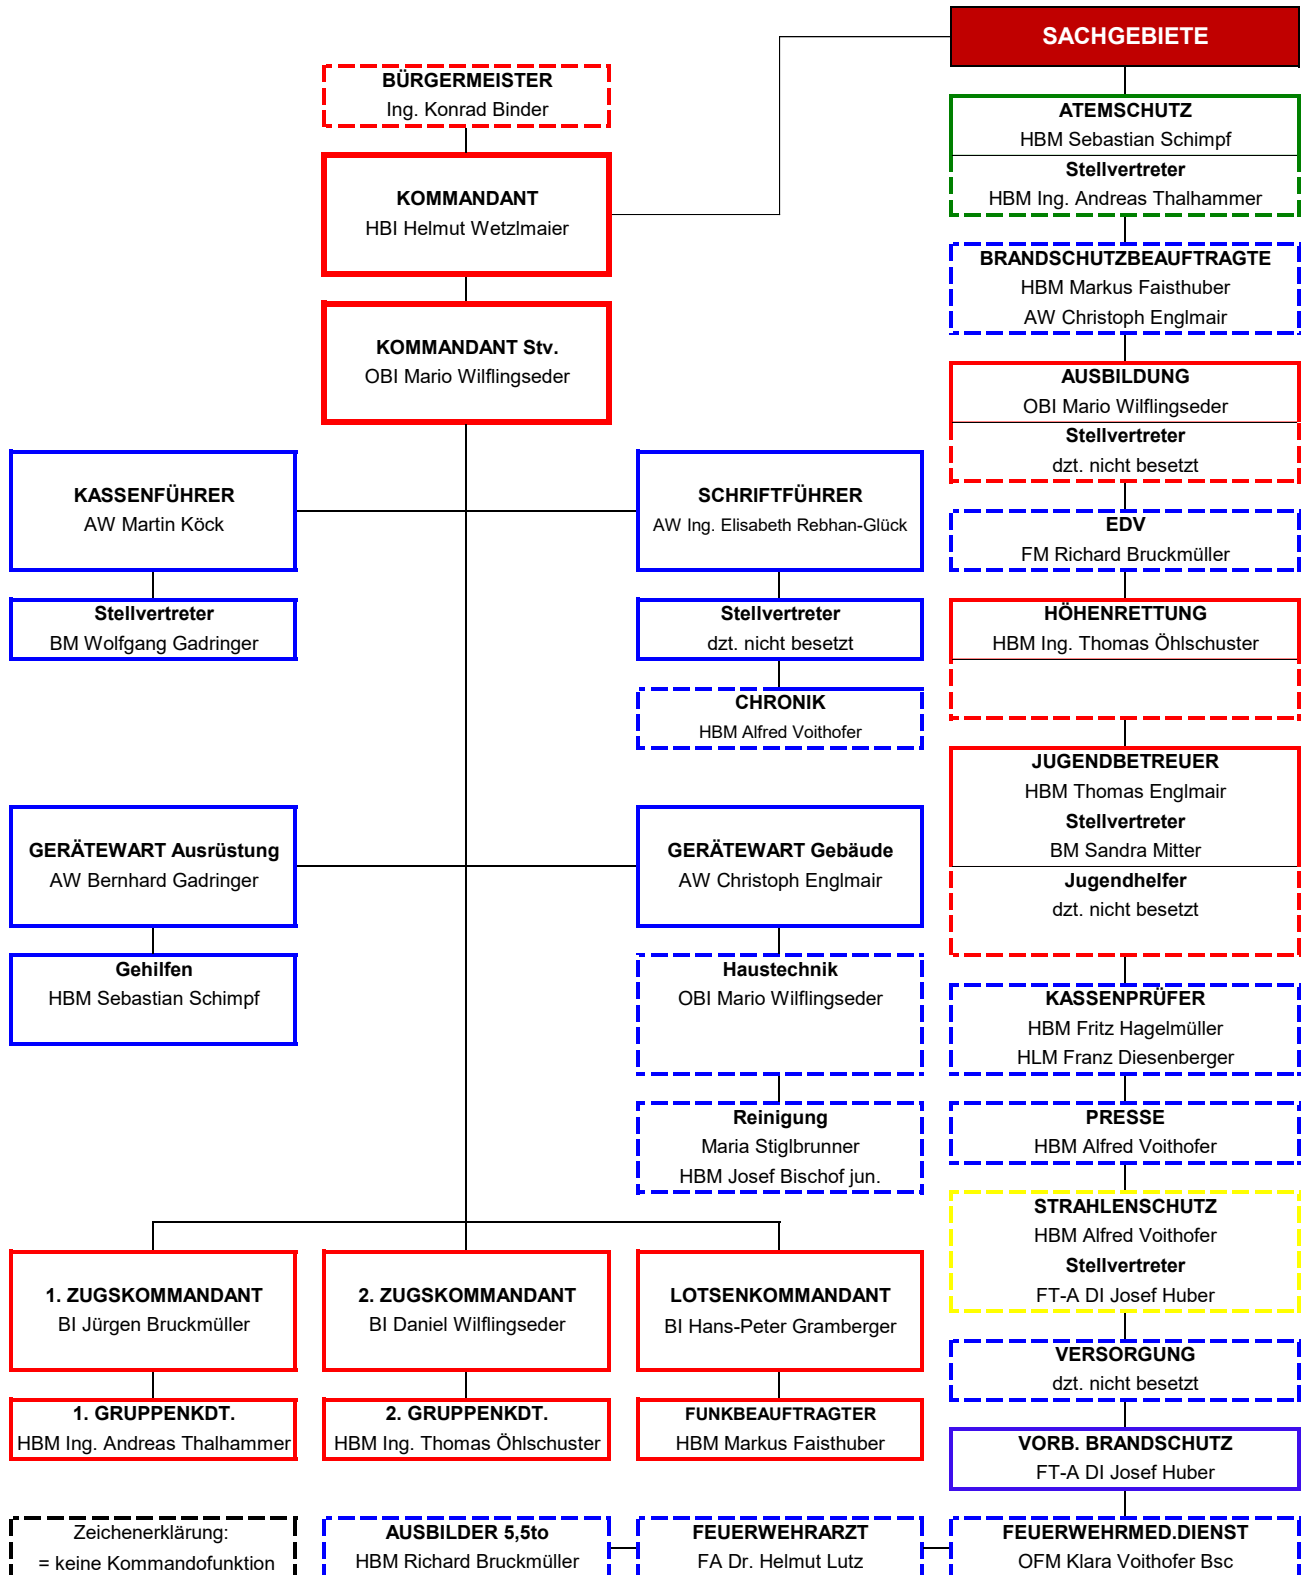 SACHGEBIETE
BÜRGERMEISTER
Ing. Konrad Binder
KOMMANDANT
HBI Helmut Wetzlmaier
KOMMANDANT Stv.
OBI Mario Wilflingseder
KASSENFÜHRER
AW Martin Köck
Stellvertreter
BM Wolfgang Gadringer
SCHRIFTFÜHRER
AW Ing. Elisabeth Rebhan-Glück
Stellvertreter
dzt. nicht besetzt
CHRONIK
HBM Alfred Voithofer
GERÄTEWART Ausrüstung
AW Bernhard Gadringer
Gehilfen
HBM Sebastian Schimpf
GERÄTEWART Gebäude
AW Christoph Englmair
Haustechnik
OBI Mario Wilflingseder
Reinigung
Maria Stiglbrunner
HBM Josef Bischof jun.
1. ZUGSKOMMANDANT
BI Jürgen Bruckmüller
1. GRUPPENKDT.
HBM Ing. Andreas Thalhammer
2. ZUGSKOMMANDANT
BI Daniel Wilflingseder
2. GRUPPENKDT.
HBM Ing. Thomas Öhlschuster
LOTSENKOMMANDANT
BI Hans-Peter Gramberger
FUNKBEAUFTRAGTER
HBM Markus Faisthuber
ATEMSCHUTZ
HBM Sebastian Schimpf
Stellvertreter
HBM Ing. Andreas Thalhammer
BRANDSCHUTZBEAUFTRAGTE
HBM Markus Faisthuber
AW Christoph Englmair
AUSBILDUNG
OBI Mario Wilflingseder
Stellvertreter
dzt. nicht besetzt
EDV
FM Richard Bruckmüller
HÖHENRETTUNG
HBM Ing. Thomas Öhlschuster
JUGENDBETREUER
HBM Thomas Englmair
Stellvertreter
BM Sandra Mitter
Jugendhelfer
dzt. nicht besetzt
KASSENPRÜFER
HBM Fritz Hagelmüller
HLM Franz Diesenberger
PRESSE
HBM Alfred Voithofer
STRAHLENSCHUTZ
HBM Alfred Voithofer
Stellvertreter
FT-A DI Josef Huber
VERSORGUNG
dzt. nicht besetzt
VORB. BRANDSCHUTZ
FT-A DI Josef Huber
FEUERWEHRMED.DIENST
OFM Klara Voithofer Bsc
FEUERWEHRARZT
FA Dr. Helmut Lutz
AUSBILDER 5,5to
HBM Richard Bruckmüller
Zeichenerklärung:
= keine Kommandofunktion